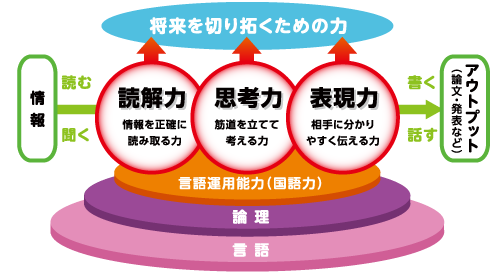 将来を切り拓くための力
情報
読む
聞く
読解力
情報を正確に
読み取る力
思考力
筋道を立てて
考える力
表現力
相手に分かり
やすく伝える力
書く
話す
アウトプット
(論文・発表など)
言語運用能力(国語力)
論理
言語